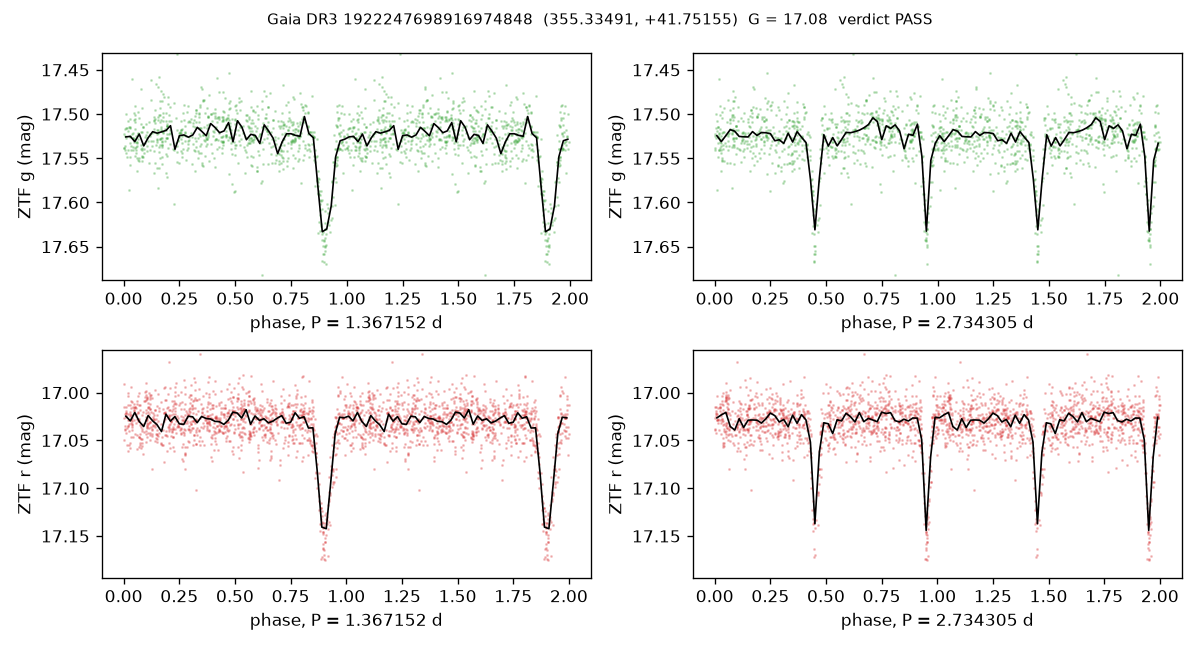 Gaia DR3 1922247698916974848 (355.33491, +41.75155) G = 17.08 verdict PASS
ZTF g (mag)
17.45
17.50
17.55
17.60
17.65
0.00 0.25 0.50 0.75 1.00 1.25 1.50 1.75 2.00
phase, P = 1.367152 d
ZTF g (mag)
17.45
17.50
17.55
17.60
17.65
0.00 0.25 0.50 0.75 1.00 1.25 1.50 1.75 2.00
phase, P = 2.734305 d
ZTF r (mag)
17.00
17.05
17.10
17.15
0.00 0.25 0.50 0.75 1.00 1.25 1.50 1.75 2.00
phase, P = 1.367152 d
ZTF r (mag)
17.00
17.05
17.10
17.15
0.00 0.25 0.50 0.75 1.00 1.25 1.50 1.75 2.00
phase, P = 2.734305 d